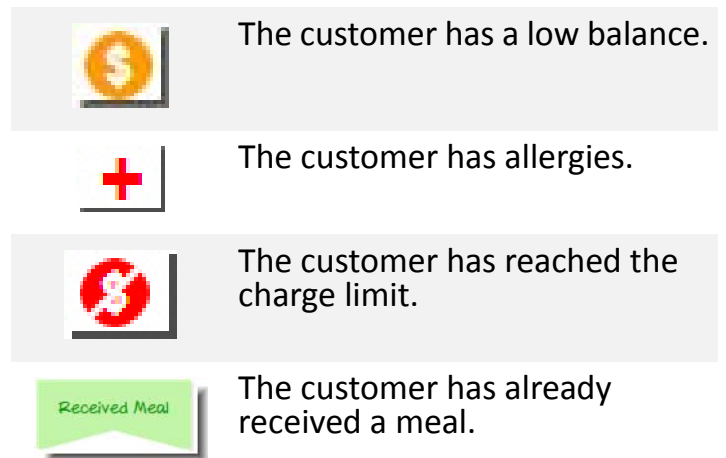 The customer has a low balance.
$
The customer has allergies.
The customer has reached the
charge limit.
$
The customer has already
received a meal.
Received Meal